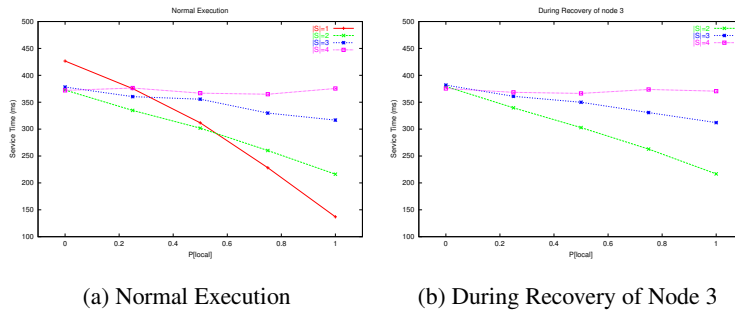 Normal Execution
|S|=1
|S|=2
|S|=3
|S|=4
500
450
400
350
300
250
200
150
100
Service Time (ms)
0
0.2
0.4
0.6
0.8
1
P[local]
(a) Normal Execution
During Recovery of node 3
|S|=2
|S|=3
|S|=4
500
450
400
350
300
250
200
150
100
Service Time (ms)
0
0.2
0.4
0.6
0.8
1
P[local]
(b) During Recovery of Node 3